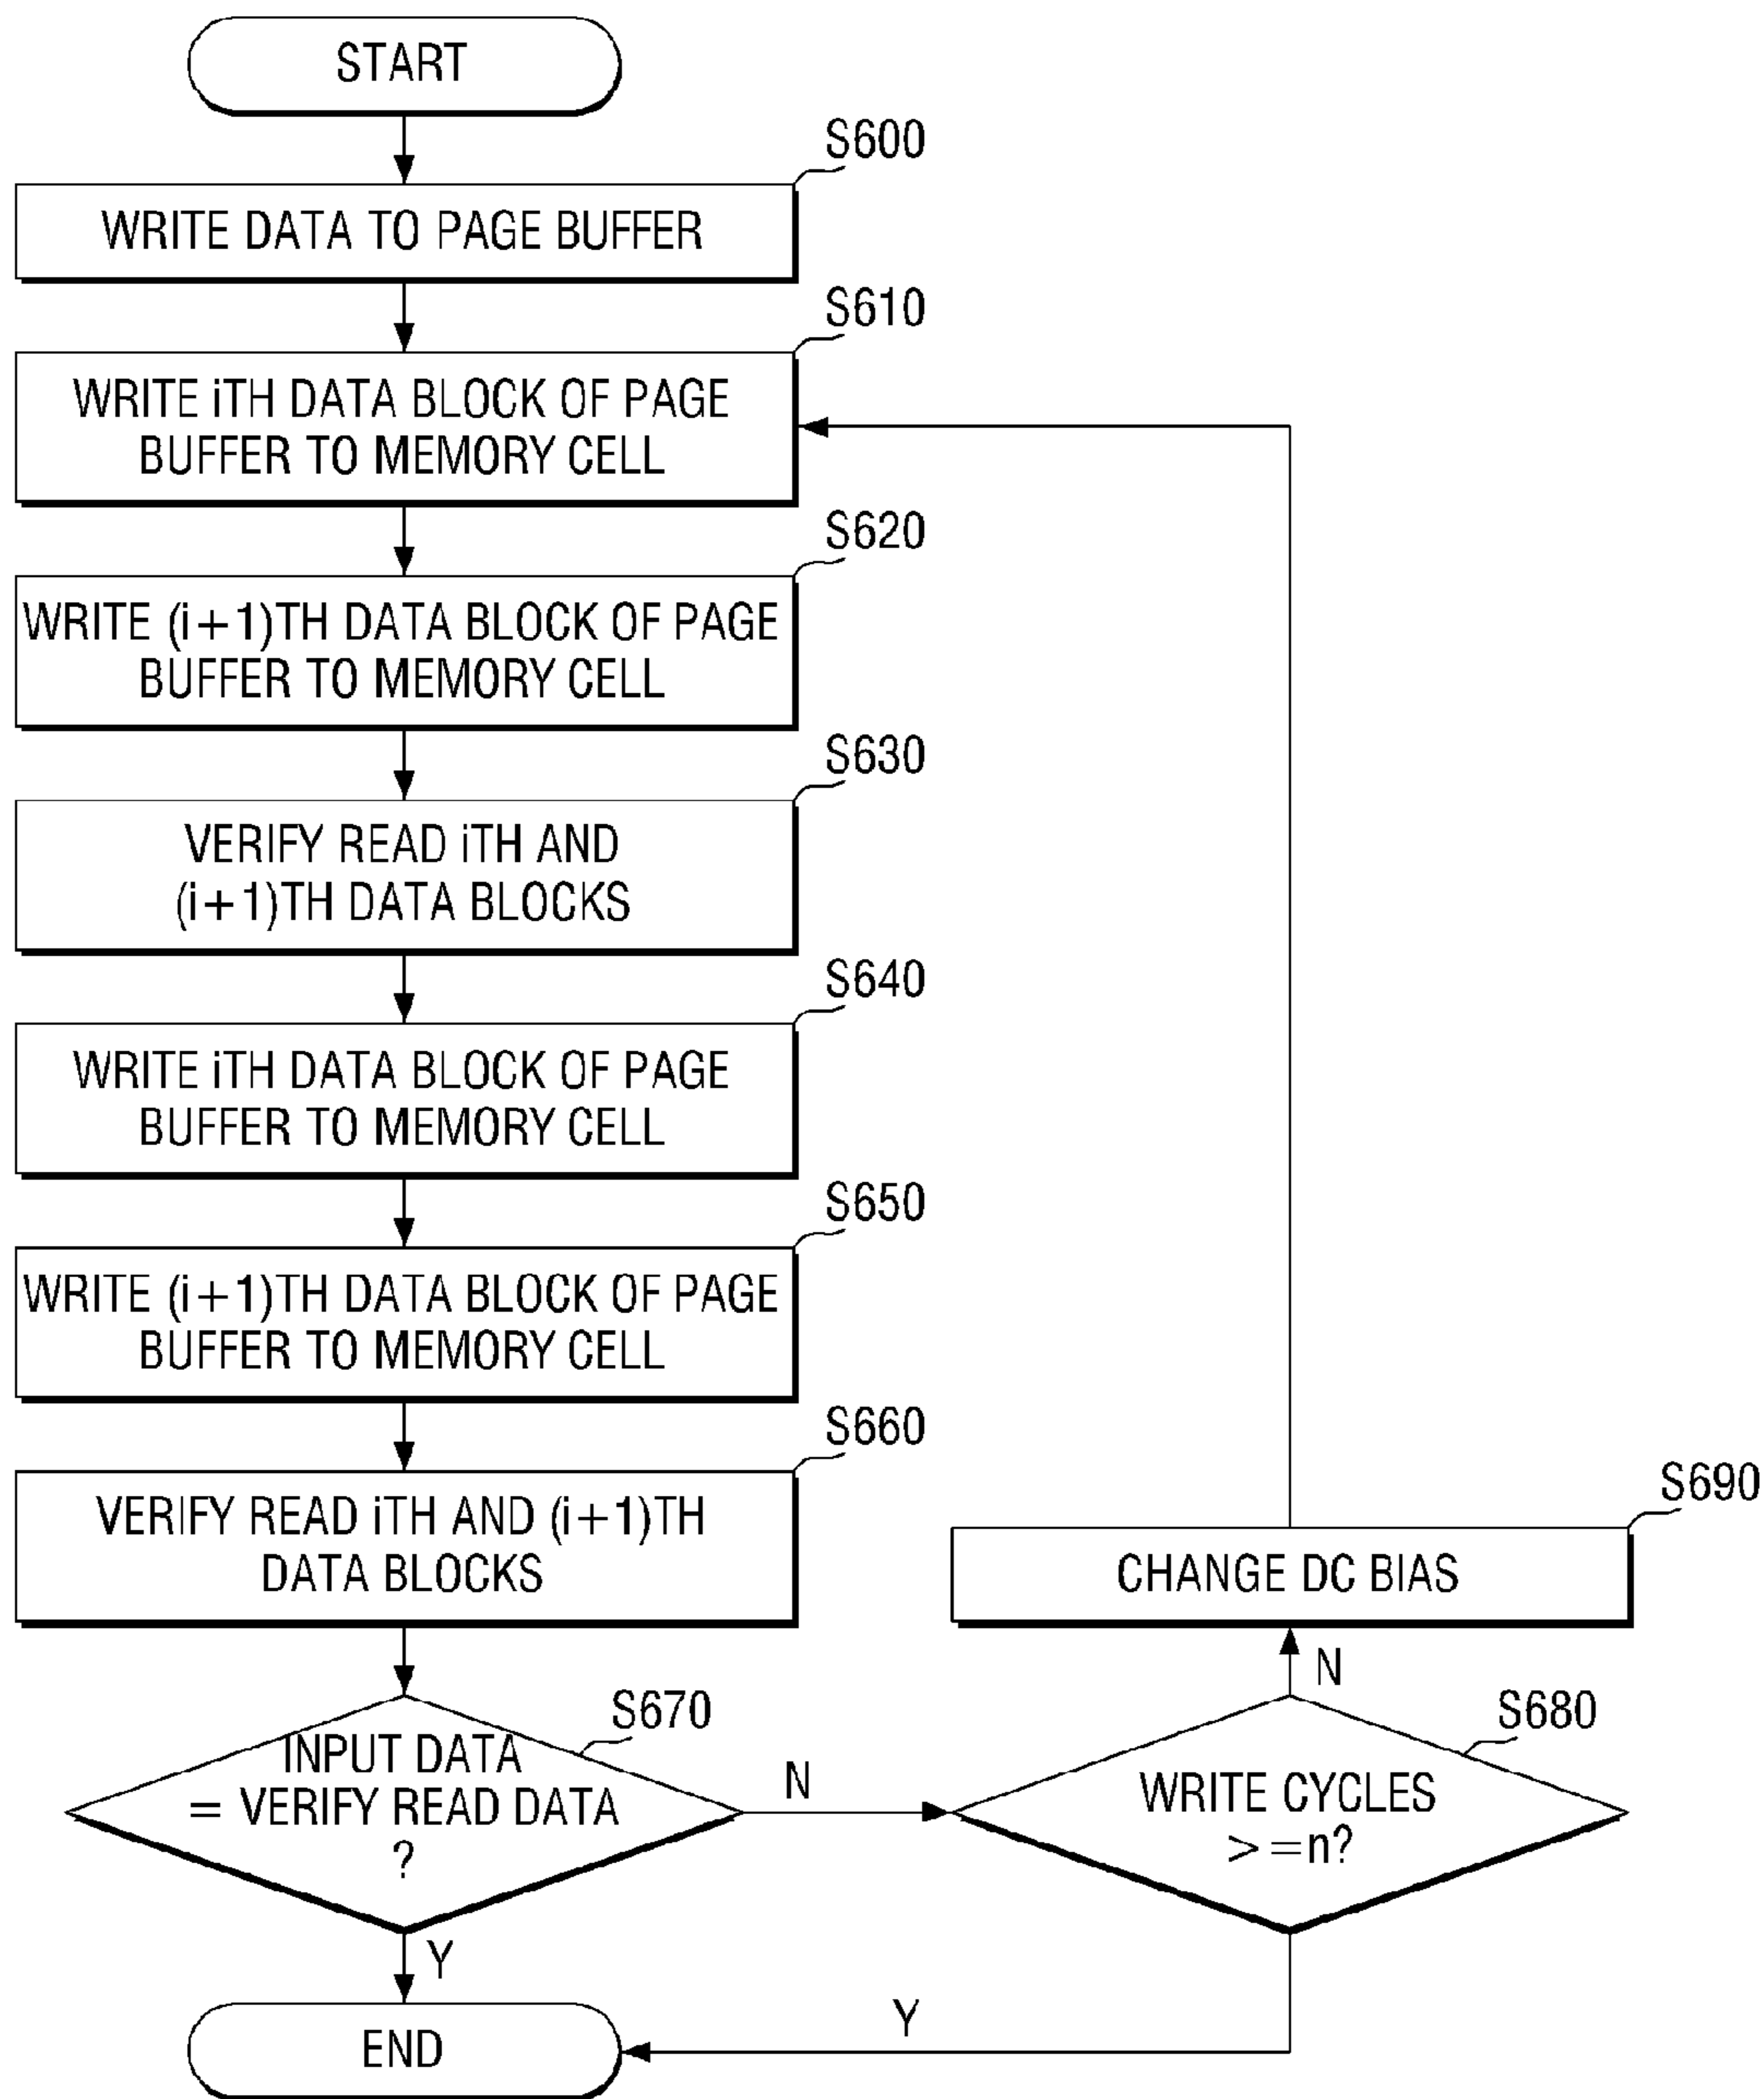 START
S600
WRITE DATA TO PAGE BUFFER
S610
WRITE iTH DATA BLOCK OF PAGE
BUFFER TO MEMORY CELL
S620
WRITE (i+1)TH DATA BLOCK OF PAGE
BUFFER TO MEMORY CELL
S630
VERIFY READ iTH AND
(i+1)TH DATA BLOCKS
S640
WRITE iTH DATA BLOCK OF PAGE
BUFFER TO MEMORY CELL
S650
WRITE (i+1)TH DATA BLOCK OF PAGE
BUFFER TO MEMORY CELL
S660
VERIFY READ iTH AND (i+1)TH
DATA BLOCKS
S690
CHANGE DC BIAS
N
S670
INPUT DATA
= VERIFY READ DATA
?
N
S680
WRITE CYCLES
>=n?
Y
Y
END